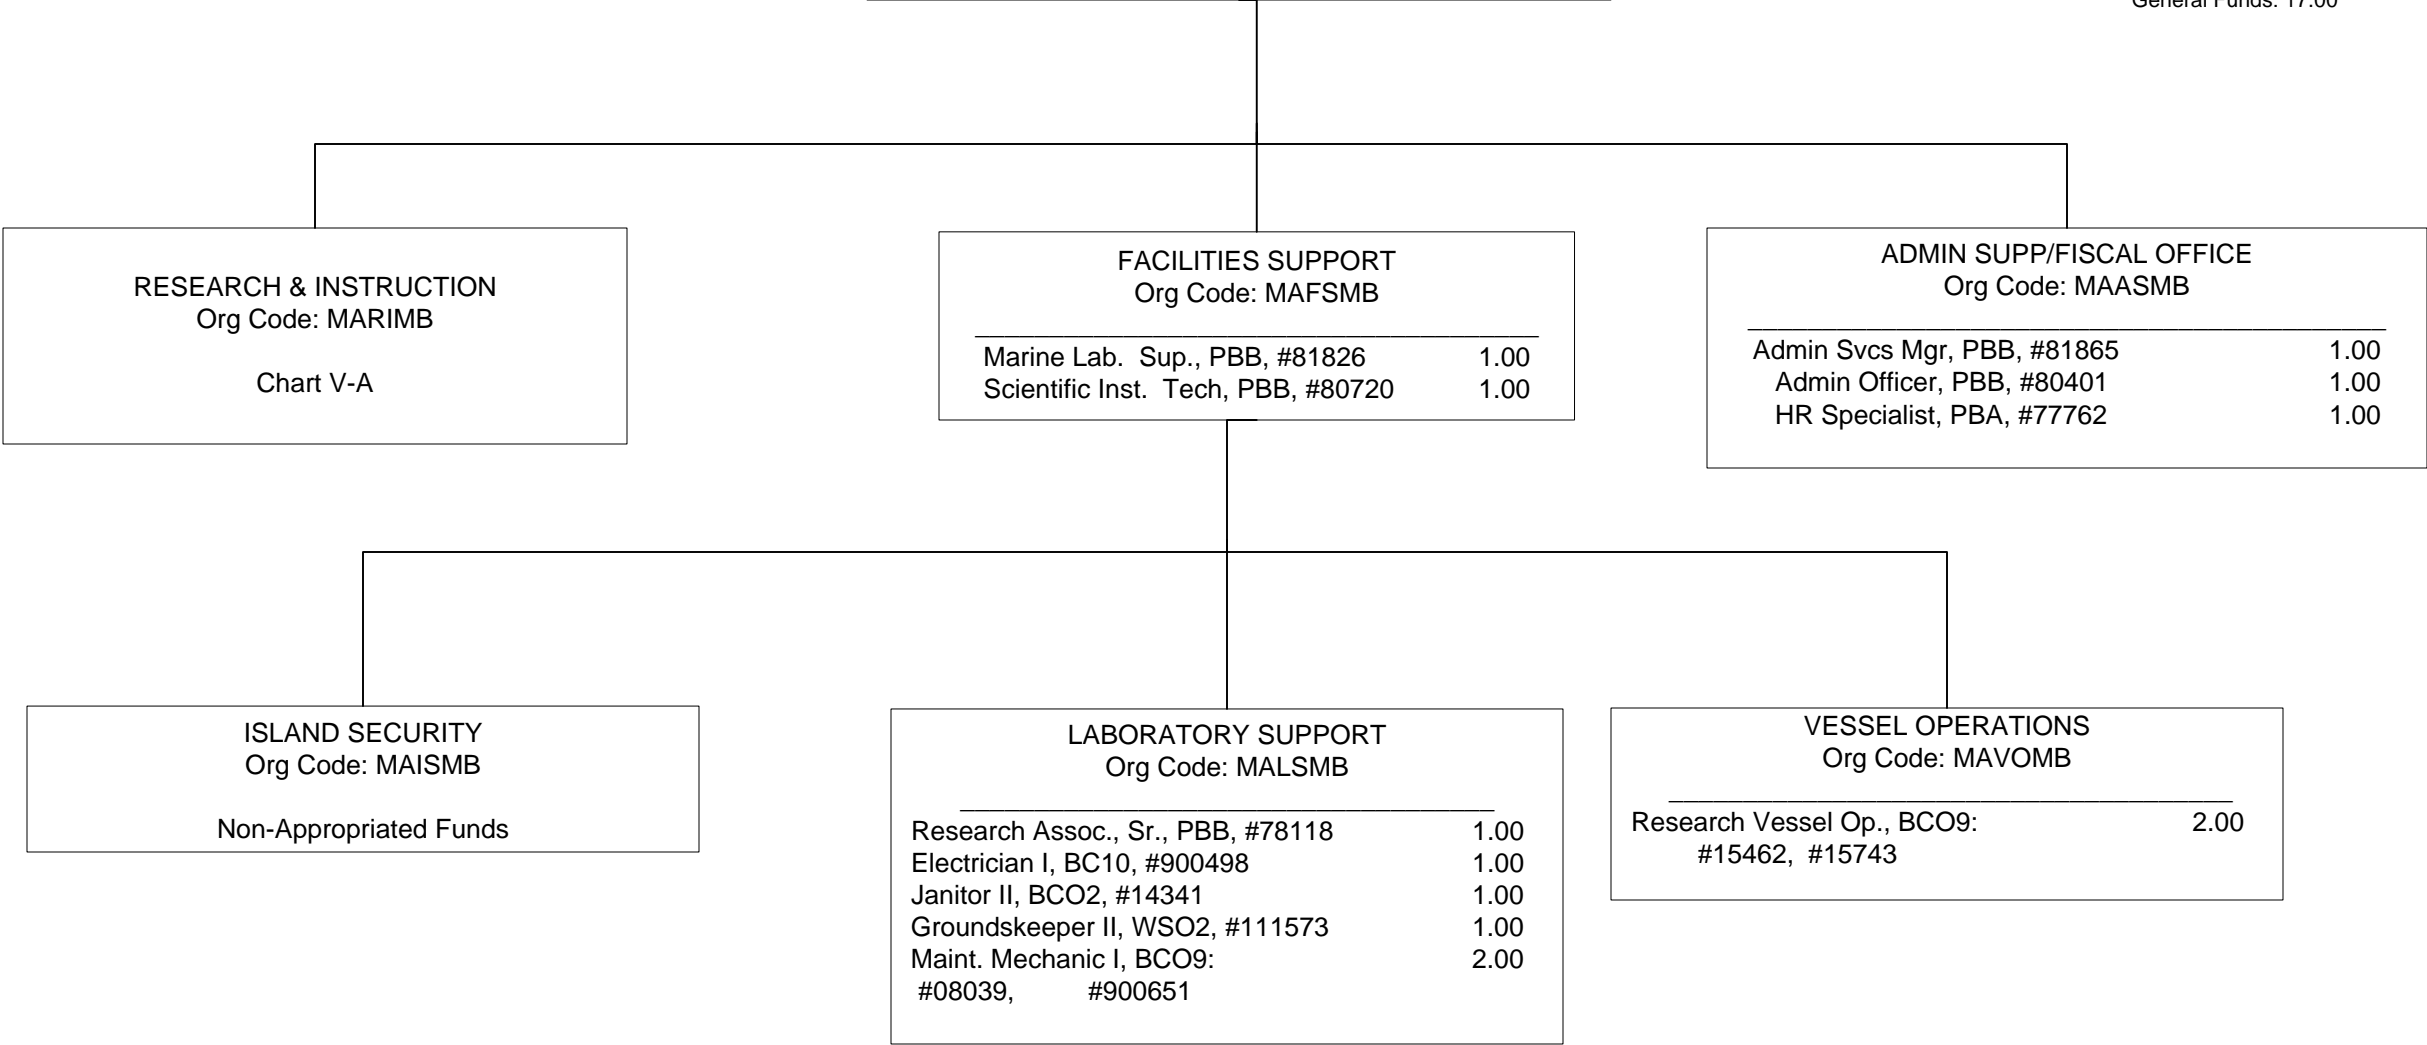 General Funds: 17.00
RESEARCH & INSTRUCTION
Org Code: MARIMB
Chart V-A
FACILITIES SUPPORT
Org Code: MAFSMB
Marine Lab. Sup., PBB, #81826 1.00
Scientific Inst. Tech, PBB, #80720 1.00
ADMIN SUPP/FISCAL OFFICE
Org Code: MAASMB
Admin Svcs Mgr, PBB, #81865 1.00
Admin Officer, PBB, #80401 1.00
HR Specialist, PBA, #77762 1.00
ISLAND SECURITY
Org Code: MAISMB
Non-Appropriated Funds
LABORATORY SUPPORT
Org Code: MALSMB
Research Assoc., Sr., PBB, #78118 1.00
Electrician I, BC10, #900498 1.00
Janitor II, BCO2, #14341 1.00
Groundskeeper II, WSO2, #111573 1.00
Maint. Mechanic I, BCO9: 2.00
#08039, #900651
VESSEL OPERATIONS
Org Code: MAVOMB
Research Vessel Op., BCO9: 2.00
#15462, #15743